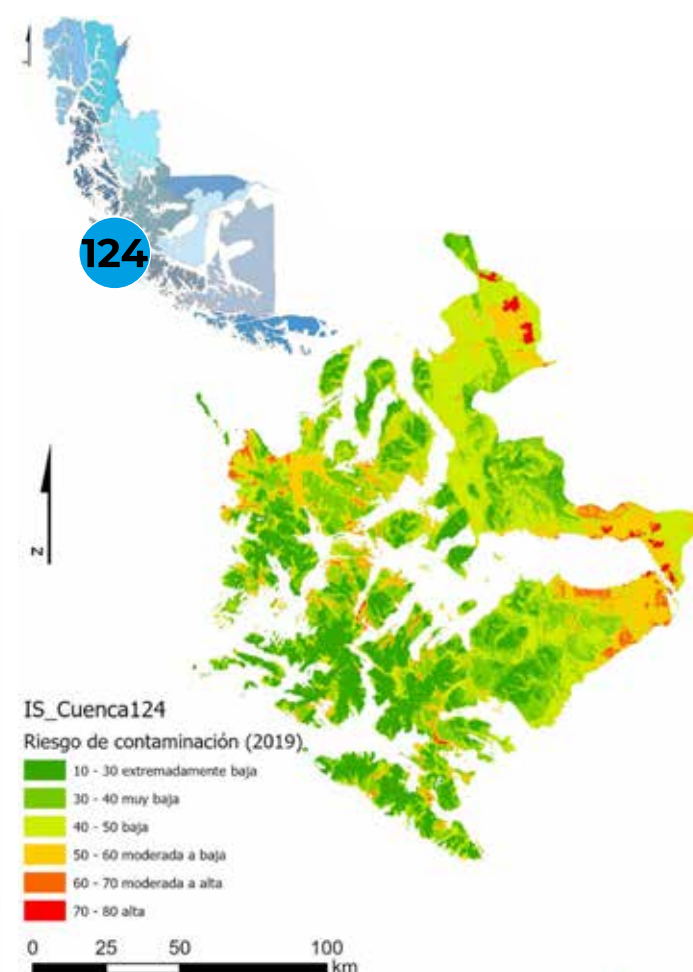 124
N
IS_Cuenca124
Riesgo de contaminación (2019)
10 - 30 extremadamente baja
30 - 40 muy baja
40 - 50 baja
50 - 60 moderada a baja
60 - 70 moderada a alta
70 - 80 alta
0 25 50 100
km